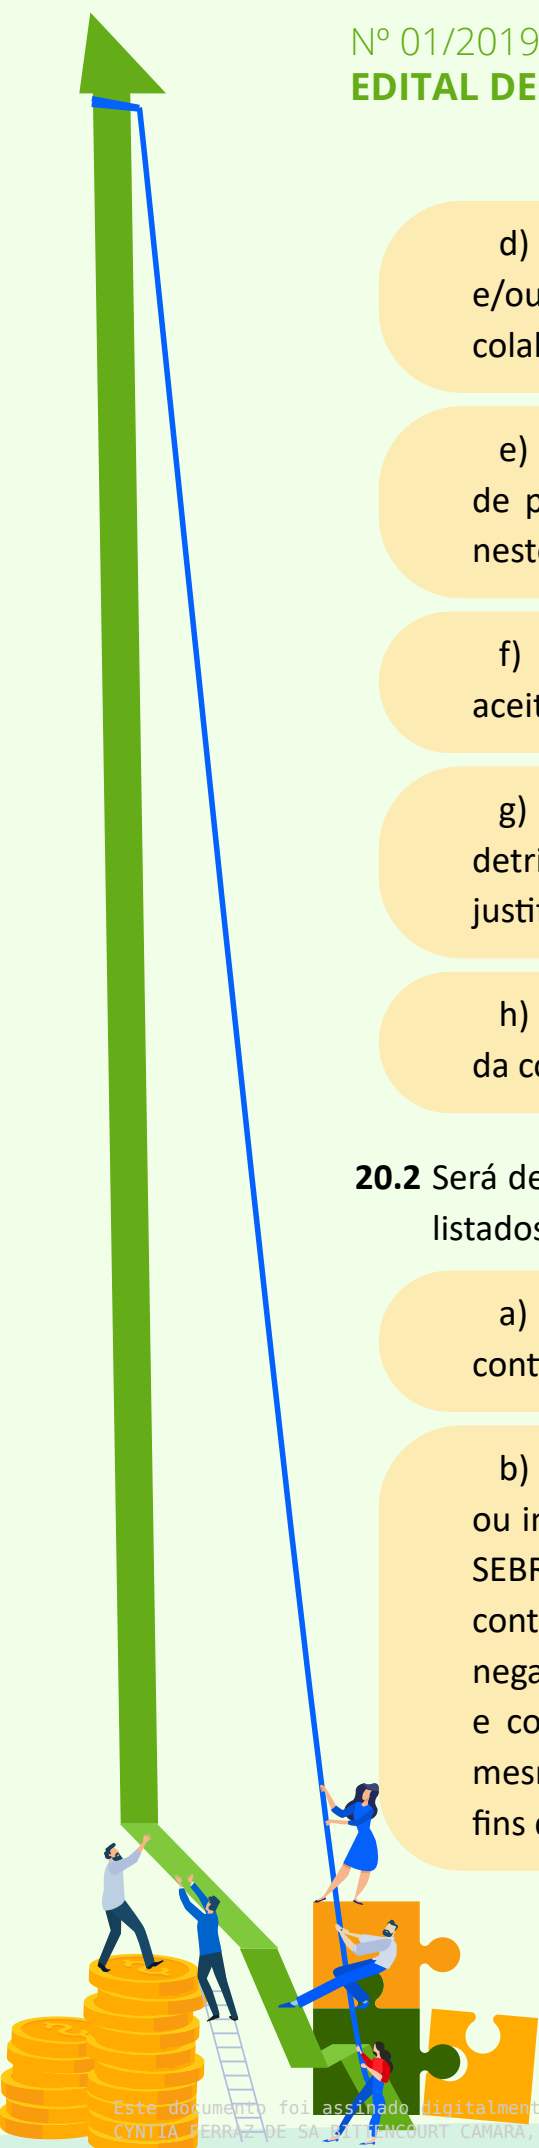 Nº 01/2019
EDITAL DE
d)
e/ou
colal
e)
de p
neste
f)
aceit
g)
detri
justif
h)
da co
20.2 Será de
listados
a)
cont
b)
ou in
SEBR
cont
nega
e co
mesr
fins
Este documento foi assinado digitalment
CYNTIA FERRAZ DE SA BITTENCOURT CAMARA,